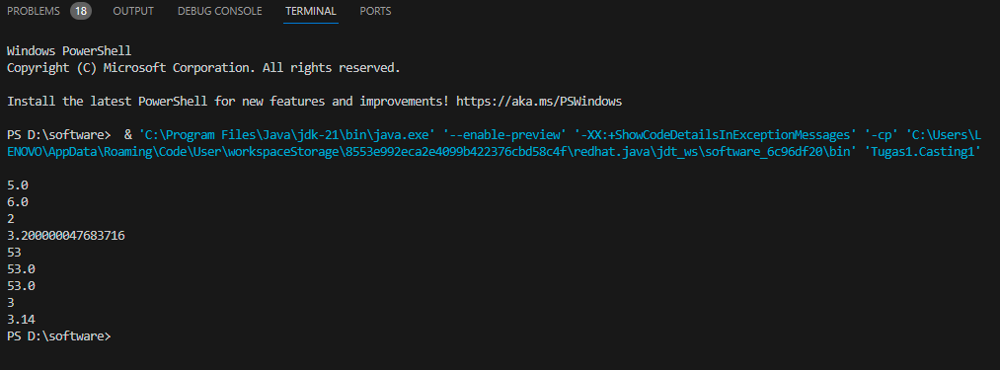 PROBLEMS 18 OUTPUT DEBUG CONSOLE TERMINAL PORTS
Windows PowerShell
Copyright (C) Microsoft Corporation. All rights reserved.
Install the latest PowerShell for new features and improvements! https://aka.ms/PSWindows
PS D:\software>  & 'C:\Program Files\Java\jdk-21\bin\java.exe' '--enable-preview' '-XX:+ShowCodeDetailsInExceptionMessages' '-cp' 'C:\Users\L
ENOVO\AppData\Roaming\Code\User\workspaceStorage\8553e992eca2e4099b422376cbd58c4f\redhat.java\jdt_ws\software_6c96df20\bin' 'Tugas1.Casting1'
5.0
6.0
2
3.200000047683716
53
53.0
53.0
3
3.14
PS D:\software>